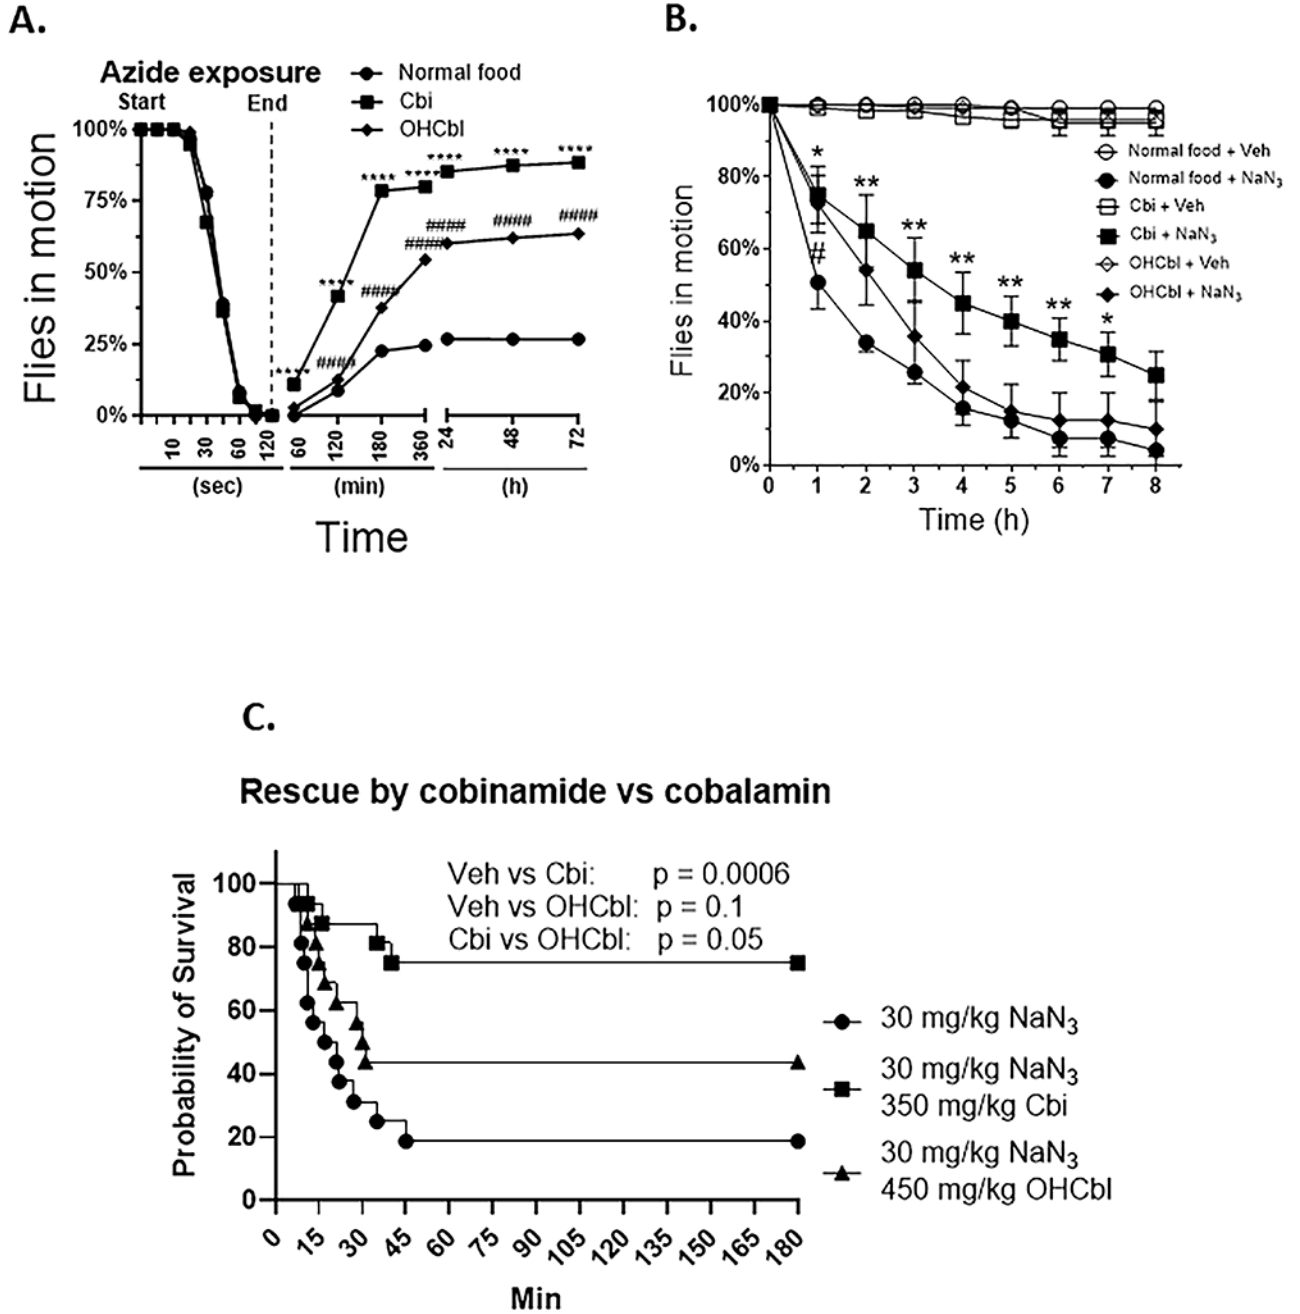 A.
Azide exposure
Start
End
Normal food
Cbi
OHCbl
100%
75%
50%
25%
0%
Flies in motion
****
****
****
****
****
****
****
####
####
####
####
####
####
10
30
60
120
60
120
180
360
24
48
72
(sec)
(min)
(h)
Time
B.
100%
80%
60%
40%
20%
0%
Flies in motion
*
**
**
**
**
**
*
#
Normal food + Veh
Normal food + NaN3
Cbi + Veh
Cbi + NaN3
OHCbl + Veh
OHCbl + NaN3
0 1 2 3 4 5 6 7 8
Time (h)
C.
Rescue by cobinamide vs cobalamin
Veh vs Cbi: p = 0.0006
Veh vs OHCbl: p = 0.1
Cbi vs OHCbl: p = 0.05
100
80
60
40
20
0
Probability of Survival
0 15 30 45 60 75 90 105 120 135 150 165 180
Min
30 mg/kg NaN3
30 mg/kg NaN3
350 mg/kg Cbi
30 mg/kg NaN3
450 mg/kg OHCbl